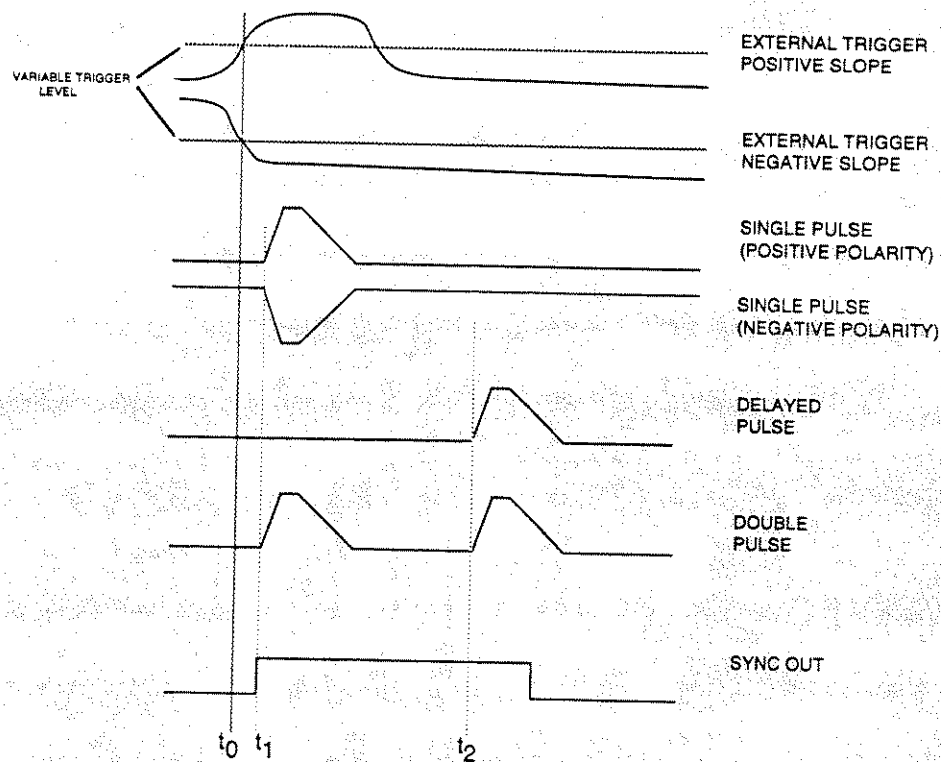 EXTERNAL TRIGGER
POSITIVE SLOPE
VARIABLE TRIGGER
LEVEL
EXTERNAL TRIGGER
NEGATIVE SLOPE
SINGLE PULSE
(POSITIVE POLARITY)
SINGLE PULSE
(NEGATIVE POLARITY)
DELAYED
PULSE
DOUBLE
PULSE
SYNC OUT
t0 t1 t2